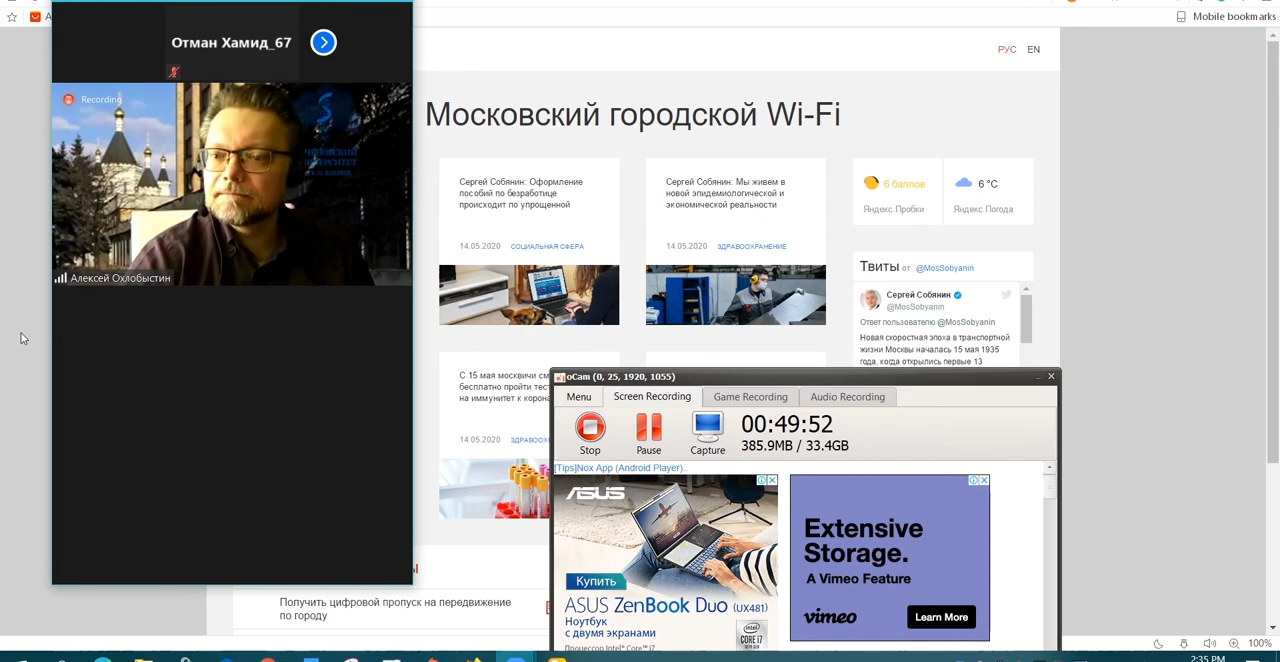 Mobile bookmarks
Отман Хамид_67
Recording
Алексей Охлобыстин
РУС EN
Московский городской Wi-Fi
Сергей Собянин: Оформление
пособий по безработице
происходит по упрощенной
14.05.2020 СОЦИАЛЬНАЯ СФЕРА
Сергей Собянин: Мы живем в
новой эпидемиологической и
экономической реальности
14.05.2020 ЗДРАВООХРАНЕНИЕ
6 баллов
Яндекс.Пробки
6 °C
Яндекс.Погода
Твиты от @MosSobyanin
Сергей Собянин
@MosSobyanin
Ответ пользователю @MosSobyanin
Новая скоростная эпоха в транспортной
жизни Москвы началась 15 мая 1935
года, когда открылись первые 13
С 15 мая москвичи
бесплатно пройти
на иммунитет к
14.05.2020
oCam (0, 25, 1920, 1055)
Menu Screen Recording Game Recording Audio Recording
Stop Pause Capture
00:49:52
385.9MB / 33.4GB
[Tips]Nox App (Android Player)..
ASUS
Купить
ASUS ZenBook Duo (UX481)
Ноутбук
с двумя экранами
Процессор Intel® Core™ i7
intel
CORE i7
Extensive
Storage.
A Vimeo Feature
vimeo
Learn More
Получить цифровой пропуск на передвижение
по городу
100%
2:35 PM